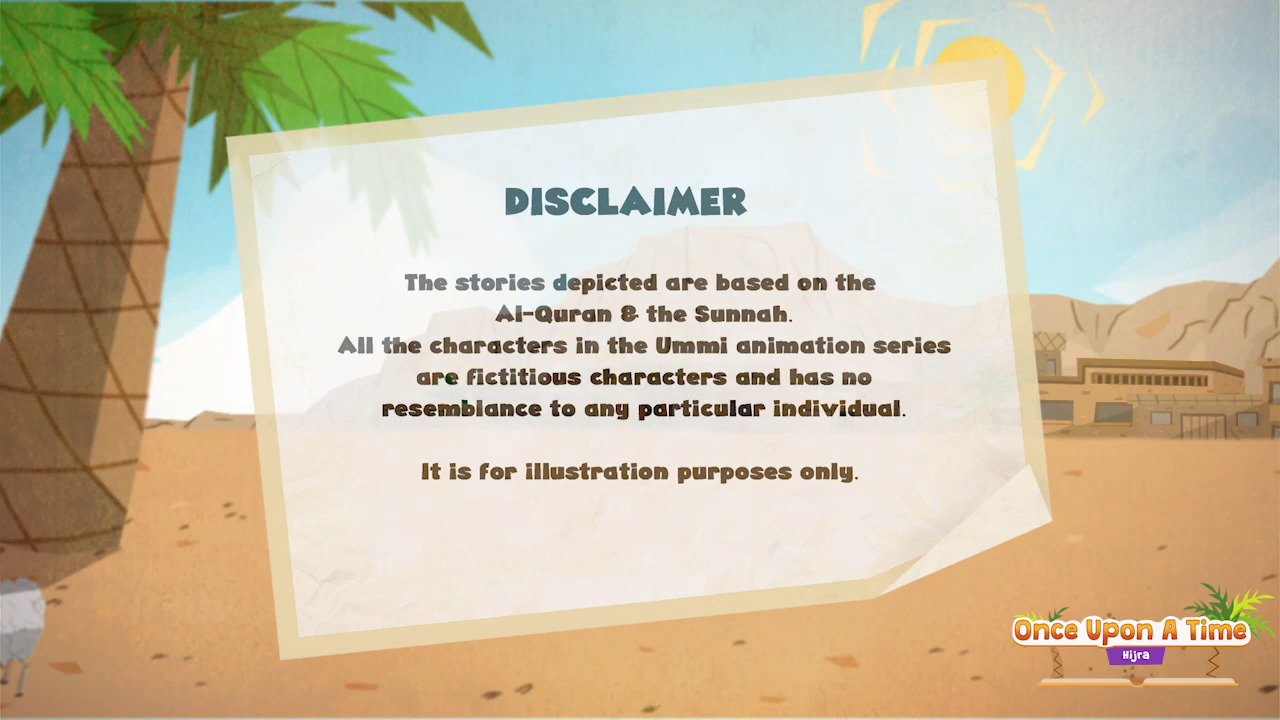 DISCLAIMER
The stories depicted are based on the
Al-Quran & the Sunnah.
All the characters in the Ummi animation series
are fictitious characters and has no
resemblance to any particular individual.
It is for illustration purposes only.
Once Upon A Time
Hijra